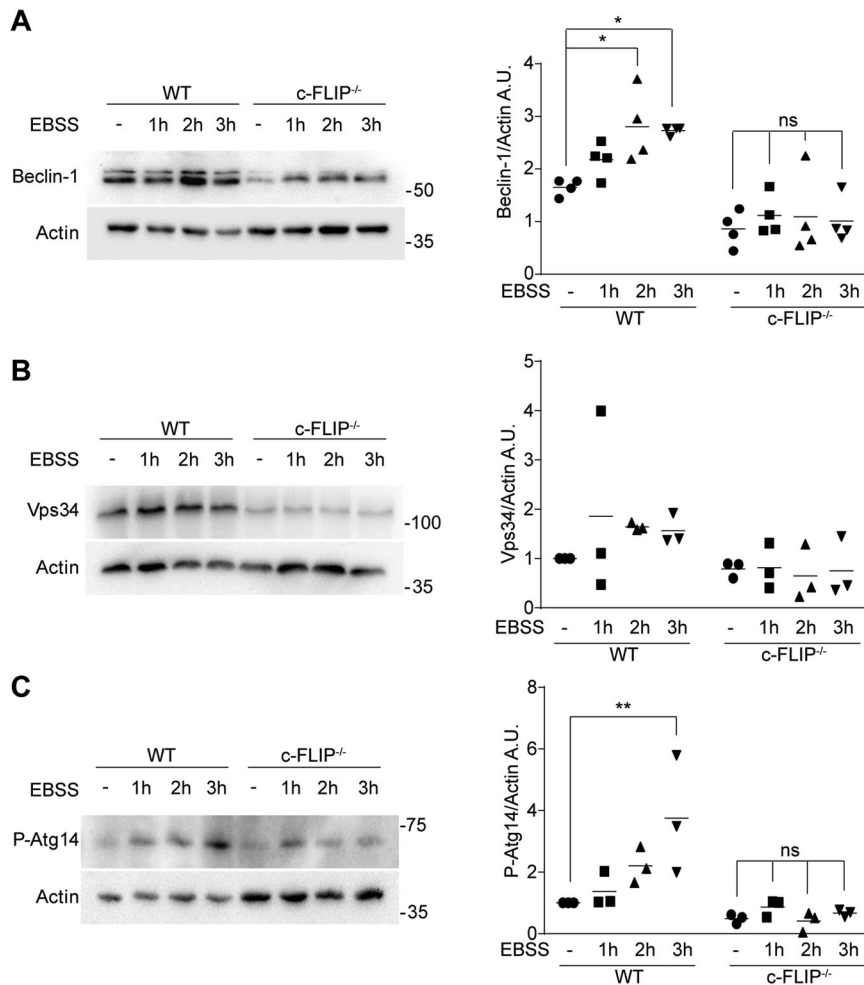 A
WT c-FLIP-/-
EBSS - 1h 2h 3h - 1h 2h 3h
Beclin-1
-50
Actin
-35
Beclin-1/Actin A.U.
4
3
2
1
0
*
*
ns
EBSS - 1h 2h 3h - 1h 2h 3h
WT c-FLIP-/-
B
WT c-FLIP-/-
EBSS - 1h 2h 3h - 1h 2h 3h
Vps34
-100
Actin
-35
Vps34/Actin A.U.
5
4
3
2
1
0
EBSS - 1h 2h 3h - 1h 2h 3h
WT c-FLIP-/-
C
WT c-FLIP-/-
EBSS - 1h 2h 3h - 1h 2h 3h
-75
P-Atg14
Actin
-35
P-Atg14/Actin A.U.
8
6
4
2
0
**
ns
EBSS - 1h 2h 3h - 1h 2h 3h
WT c-FLIP-/-